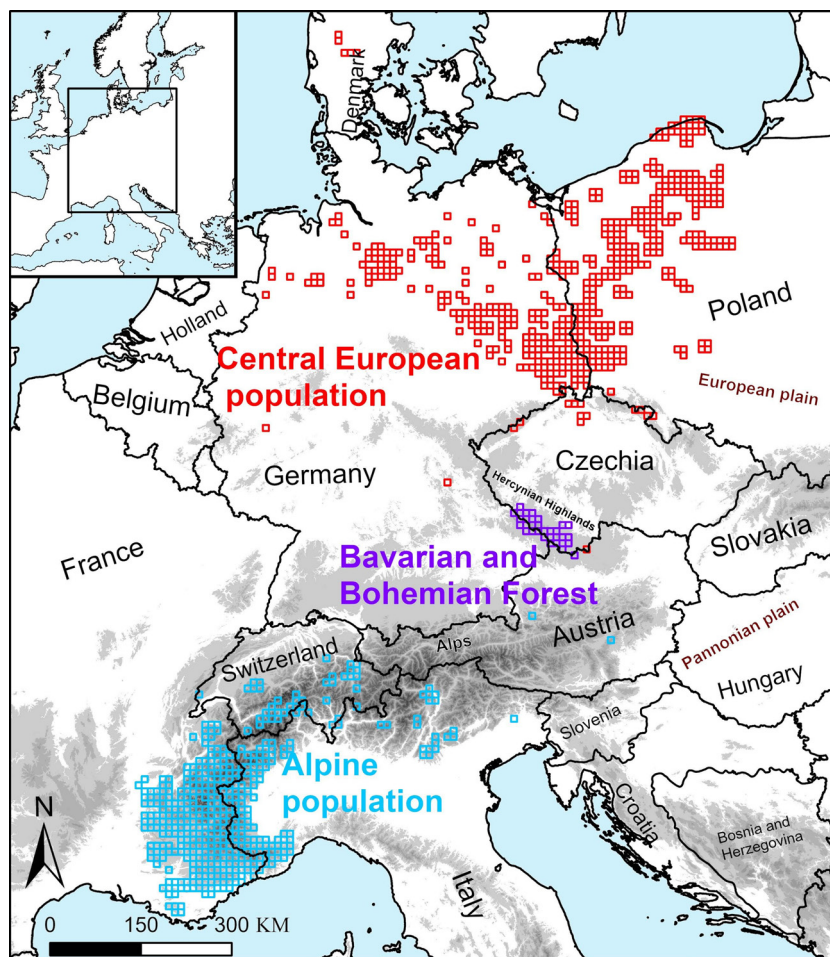 Denmark
Holland
Poland
Central European
population
European plain
Belgium
Germany
Czechia
Hercynian Highlands
Slovakia
France
Bavarian and
Bohemian Forest
Austria
Pannonian plain
Switzerland
Alps
Hungary
Slovenia
Alpine
population
Croatia
Bosnia and
Herzegovina
N
Italy
0 150 300 KM